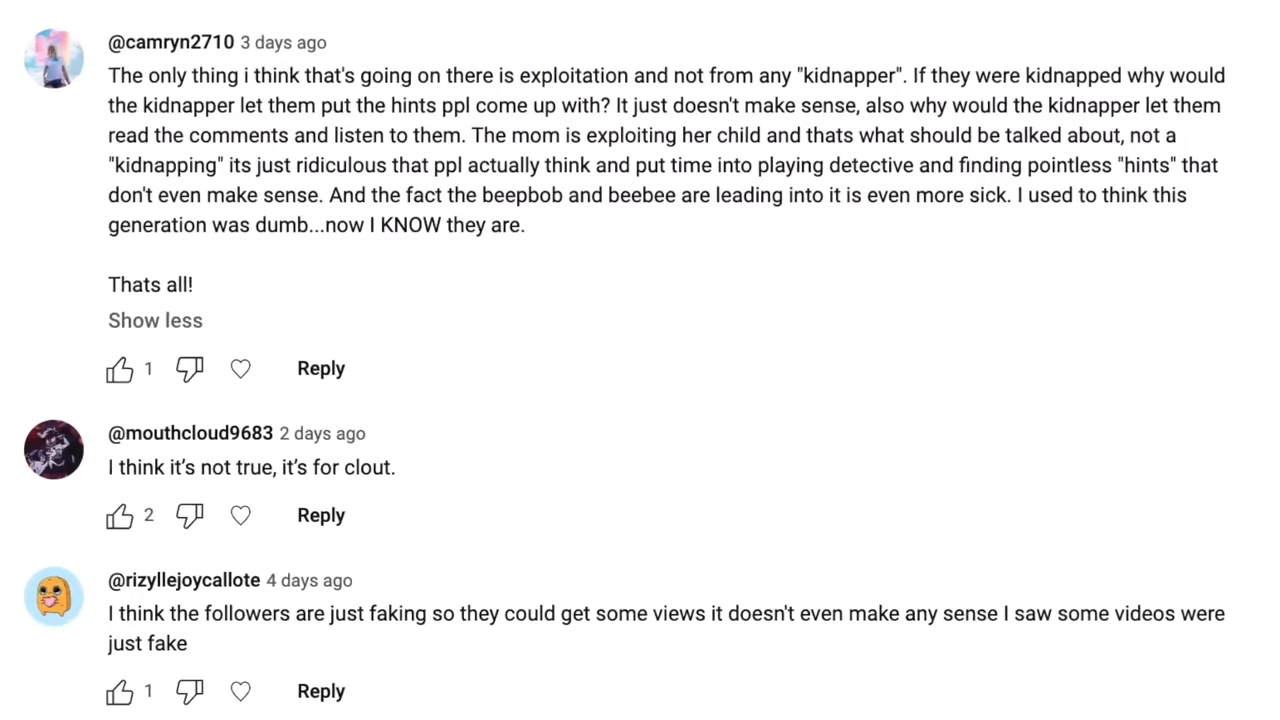 @camryn2710 3 days ago
The only thing i think that's going on there is exploitation and not from any "kidnapper". If they were kidnapped why would
the kidnapper let them put the hints ppl come up with? It just doesn't make sense, also why would the kidnapper let them
read the comments and listen to them. The mom is exploiting her child and thats what should be talked about, not a
"kidnapping" its just ridiculous that ppl actually think and put time into playing detective and finding pointless "hints" that
don't even make sense. And the fact the beepbob and beebee are leading into it is even more sick. I used to think this
generation was dumb...now I KNOW they are.
Thats all!
Show less
1 Reply
@mouthcloud9683 2 days ago
I think it’s not true, it’s for clout.
2 Reply
@rizyllejoycallote 4 days ago
I think the followers are just faking so they could get some views it doesn't even make any sense I saw some videos were
just fake
1 Reply